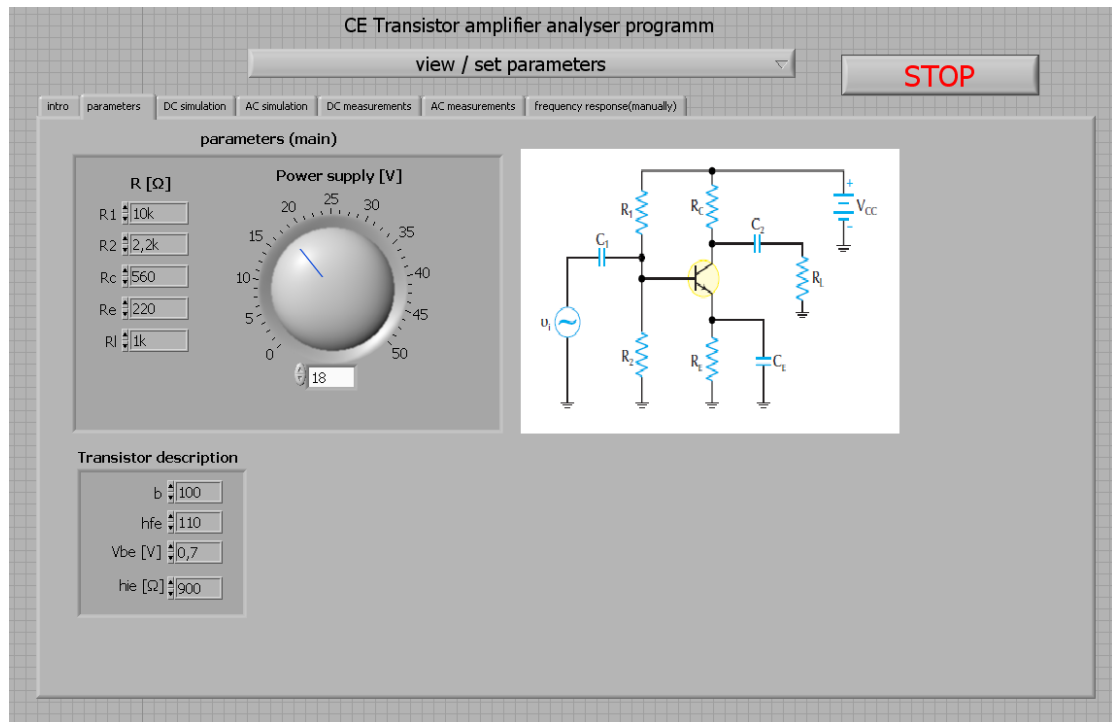 CE Transistor amplifier analyser programm
view / set parameters
STOP
intro parameters DC simulation AC simulation DC measurements AC measurements frequency response(manually)
parameters (main)
R [Ω]
R1 10k
R2 2,2k
Rc 560
Re 220
Rl 1k
Power supply [V]
0 5 10 15 20 25 30 35 40 45 50
18
R1
RC
+
VCC
-
C1
C2
RL
υi
R2
RE
CE
Transistor description
b 100
hfe 110
Vbe [V] 0,7
hie [Ω] 900